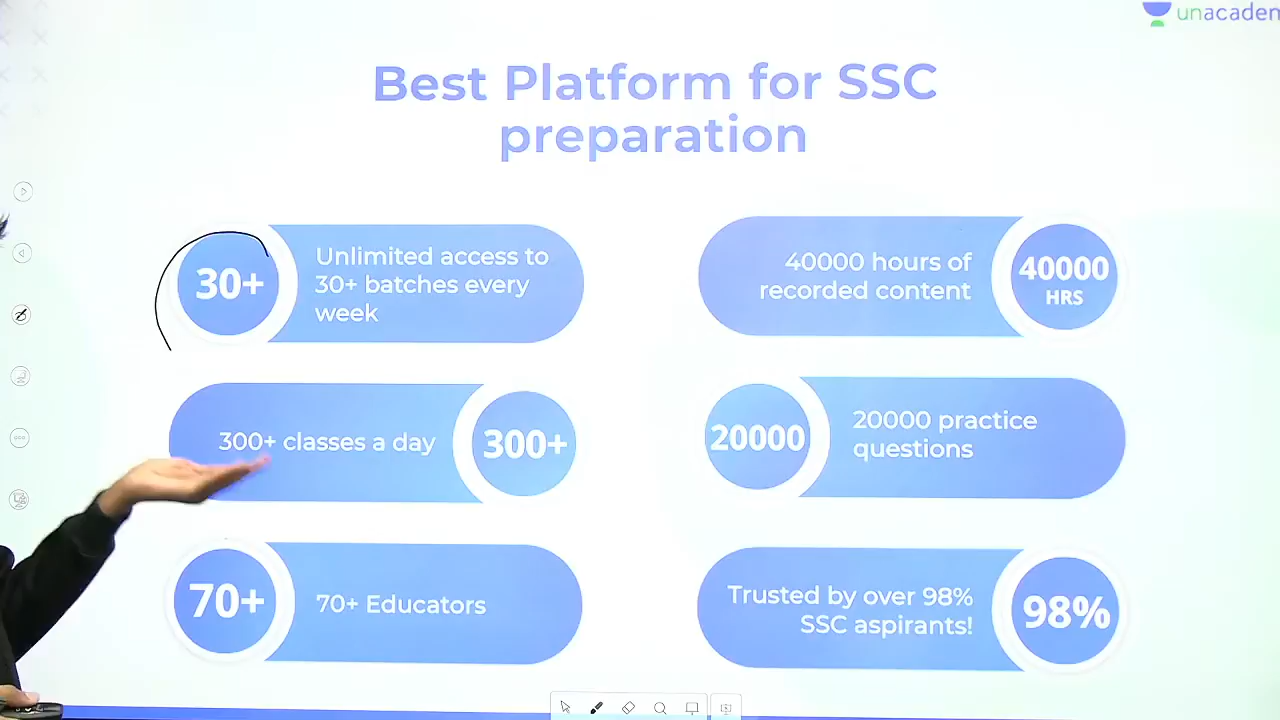 unacaden
Best Platform for SSC
preparation
30+
Unlimited access to
30+ batches every
week
40000 hours of
recorded content
40000
HRS
300+ classes a day
300+
20000
20000 practice
questions
70+
70+ Educators
Trusted by over 98%
SSC aspirants!
98%